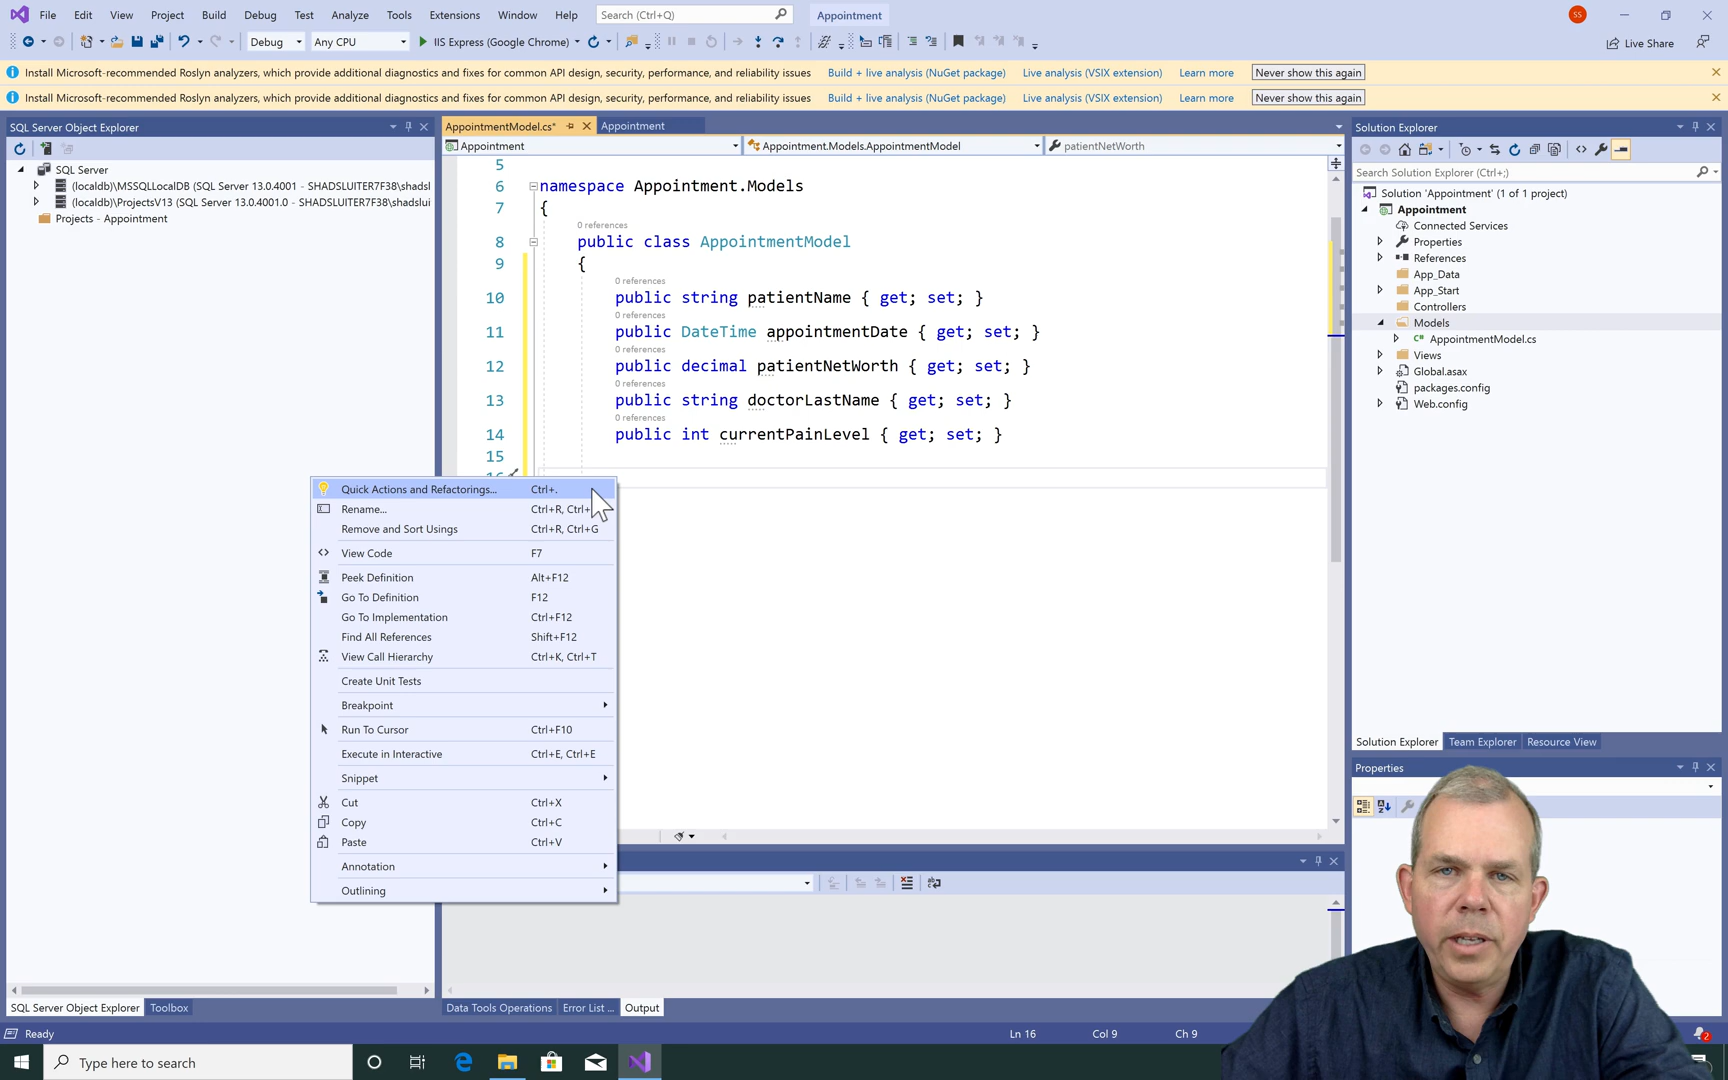 File Edit View Project Build Debug Test Analyze Tools Extensions Window Help Search (Ctrl+Q) Appointment SS
Debug Any CPU IIS Express (Google Chrome) Live Share
Install Microsoft-recommended Roslyn analyzers, which provide additional diagnostics and fixes for common API design, security, performance, and reliability issues Build + live analysis (NuGet package) Live analysis (VSIX extension) Learn more Never show this again
Install Microsoft-recommended Roslyn analyzers, which provide additional diagnostics and fixes for common API design, security, performance, and reliability issues Build + live analysis (NuGet package) Live analysis (VSIX extension) Learn more Never show this again
SQL Server Object Explorer
SQL Server
(localdb)\MSSQLLocalDB (SQL Server 13.0.4001 - SHADSLUITER7F38\shadsl
(localdb)\ProjectsV13 (SQL Server 13.0.4001.0 - SHADSLUITER7F38\shadslui
Projects - Appointment
AppointmentModel.cs* Appointment
Appointment Appointment.Models.AppointmentModel patientNetWorth
5
6 namespace Appointment.Models
7 {
0 references
8 public class AppointmentModel
9 {
0 references
10 public string patientName { get; set; }
0 references
11 public DateTime appointmentDate { get; set; }
0 references
12 public decimal patientNetWorth { get; set; }
0 references
13 public string doctorLastName { get; set; }
0 references
14 public int currentPainLevel { get; set; }
15
16
Quick Actions and Refactorings... Ctrl+.
Rename... Ctrl+R, Ctrl+
Remove and Sort Usings Ctrl+R, Ctrl+G
View Code F7
Peek Definition Alt+F12
Go To Definition F12
Go To Implementation Ctrl+F12
Find All References Shift+F12
View Call Hierarchy Ctrl+K, Ctrl+T
Create Unit Tests
Breakpoint
Run To Cursor Ctrl+F10
Execute in Interactive Ctrl+E, Ctrl+E
Snippet
Cut Ctrl+X
Copy Ctrl+C
Paste Ctrl+V
Annotation
Outlining
Solution Explorer
Search Solution Explorer (Ctrl+;)
Solution 'Appointment' (1 of 1 project)
Appointment
Connected Services
Properties
References
App_Data
App_Start
Controllers
Models
AppointmentModel.cs
Views
Global.asax
packages.config
Web.config
Solution Explorer Team Explorer Resource View
Properties
SQL Server Object Explorer Toolbox
Data Tools Operations Error List ... Output
Ready Ln 16 Col 9 Ch 9 2
Type here to search